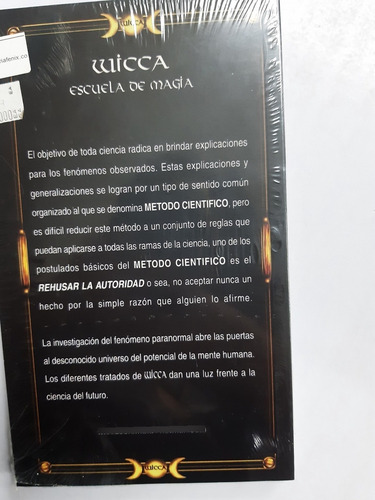 WICCA
WICCA
ESCUELA DE MAGIA
El objetivo de toda ciencia radica en brindar explicaciones
para los fenómenos observados. Estas explicaciones y
generalizaciones se logran por un tipo de sentido común
organizado al que se denomina METODO CIENTIFICO, pero
es difícil reducir este método a un conjunto de reglas que
puedan aplicarse a todas las ramas de la ciencia, uno de los
postulados básicos del METODO CIENTIFICO es el
REHUSAR LA AUTORIDAD o sea, no aceptar nunca un
hecho por la simple razón que alguien lo afirme.
La investigación del fenómeno paranormal abre las puertas
al desconocido universo del potencial de la mente humana.
Los diferentes tratados de WICCA dan una luz frente a la
ciencia del futuro.
WICCA